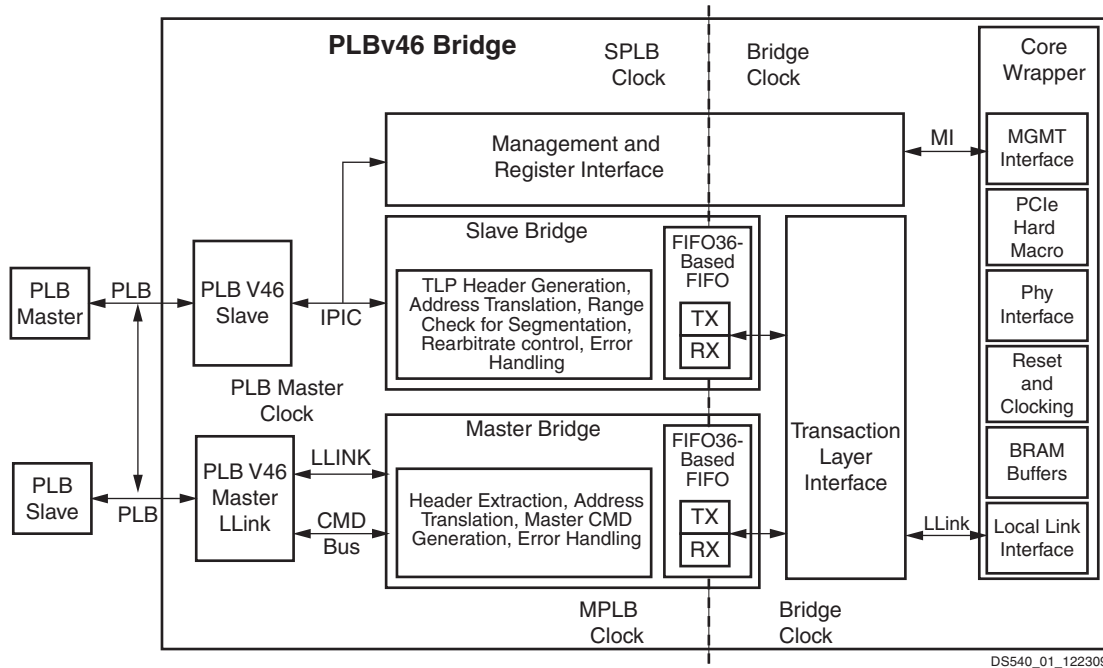 PLBv46 Bridge
SPLB
Clock
Bridge
Clock
Core
Wrapper
Management and
Register Interface
MI
MGMT
Interface
PCIe
Hard
Macro
Phy
Interface
Reset
and
Clocking
BRAM
Buffers
Local Link
Interface
Slave Bridge
FIFO36-
Based
FIFO
TX
RX
TLP Header Generation,
Address Translation, Range
Check for Segmentation,
Rearbitrate control, Error
Handling
PLB
Master
PLB
PLB V46
Slave
IPIC
PLB Master
Clock
Master Bridge
FIFO36-
Based
FIFO
TX
RX
Header Extraction, Address
Translation, Master CMD
Generation, Error Handling
PLB
Slave
PLB
PLB V46
Master
LLink
LLINK
CMD
Bus
Transaction
Layer
Interface
LLink
MPLB
Clock
Bridge
Clock
DS540_01_122309